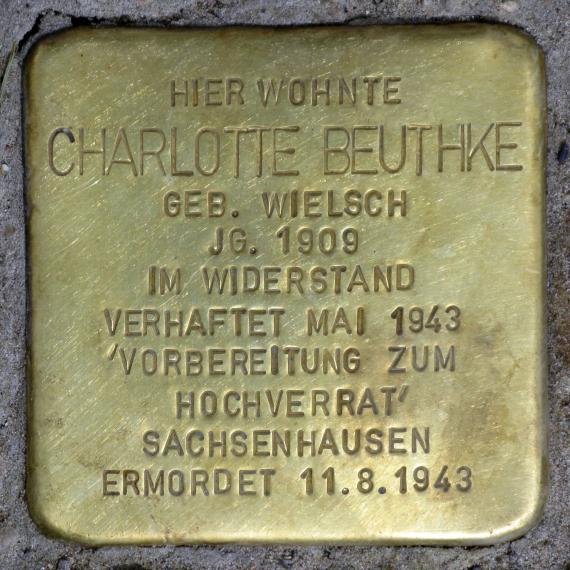 HIER WOHNTE
CHARLOTTE BEUTHKE
GEB. WIELSCH
JG. 1909
IM WIDERSTAND
VERHAFTET MAI 1943
'VORBEREITUNG ZUM
HOCHVERRAT'
SACHSENHAUSEN
ERMORDET 11.8.1943